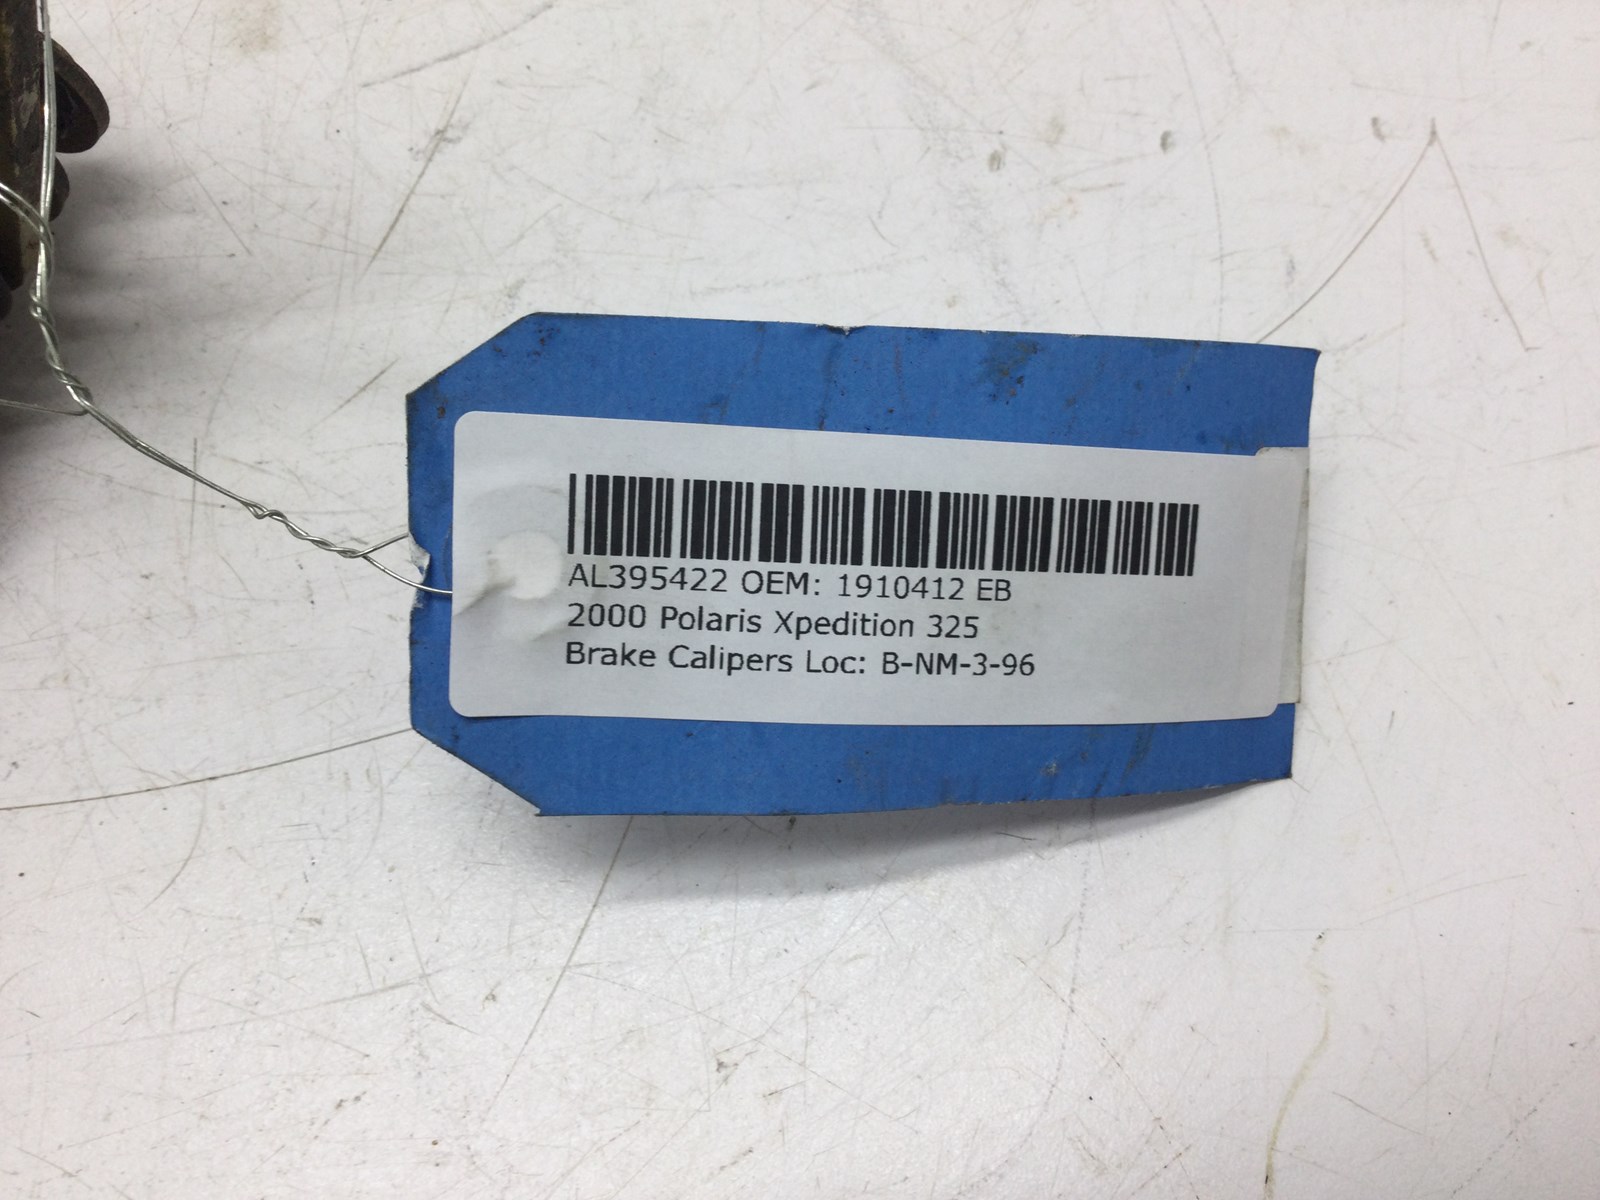 AL395422 OEM: 1910412 EB
2000 Polaris Xpedition 325
Brake Calipers Loc: B-NM-3-96